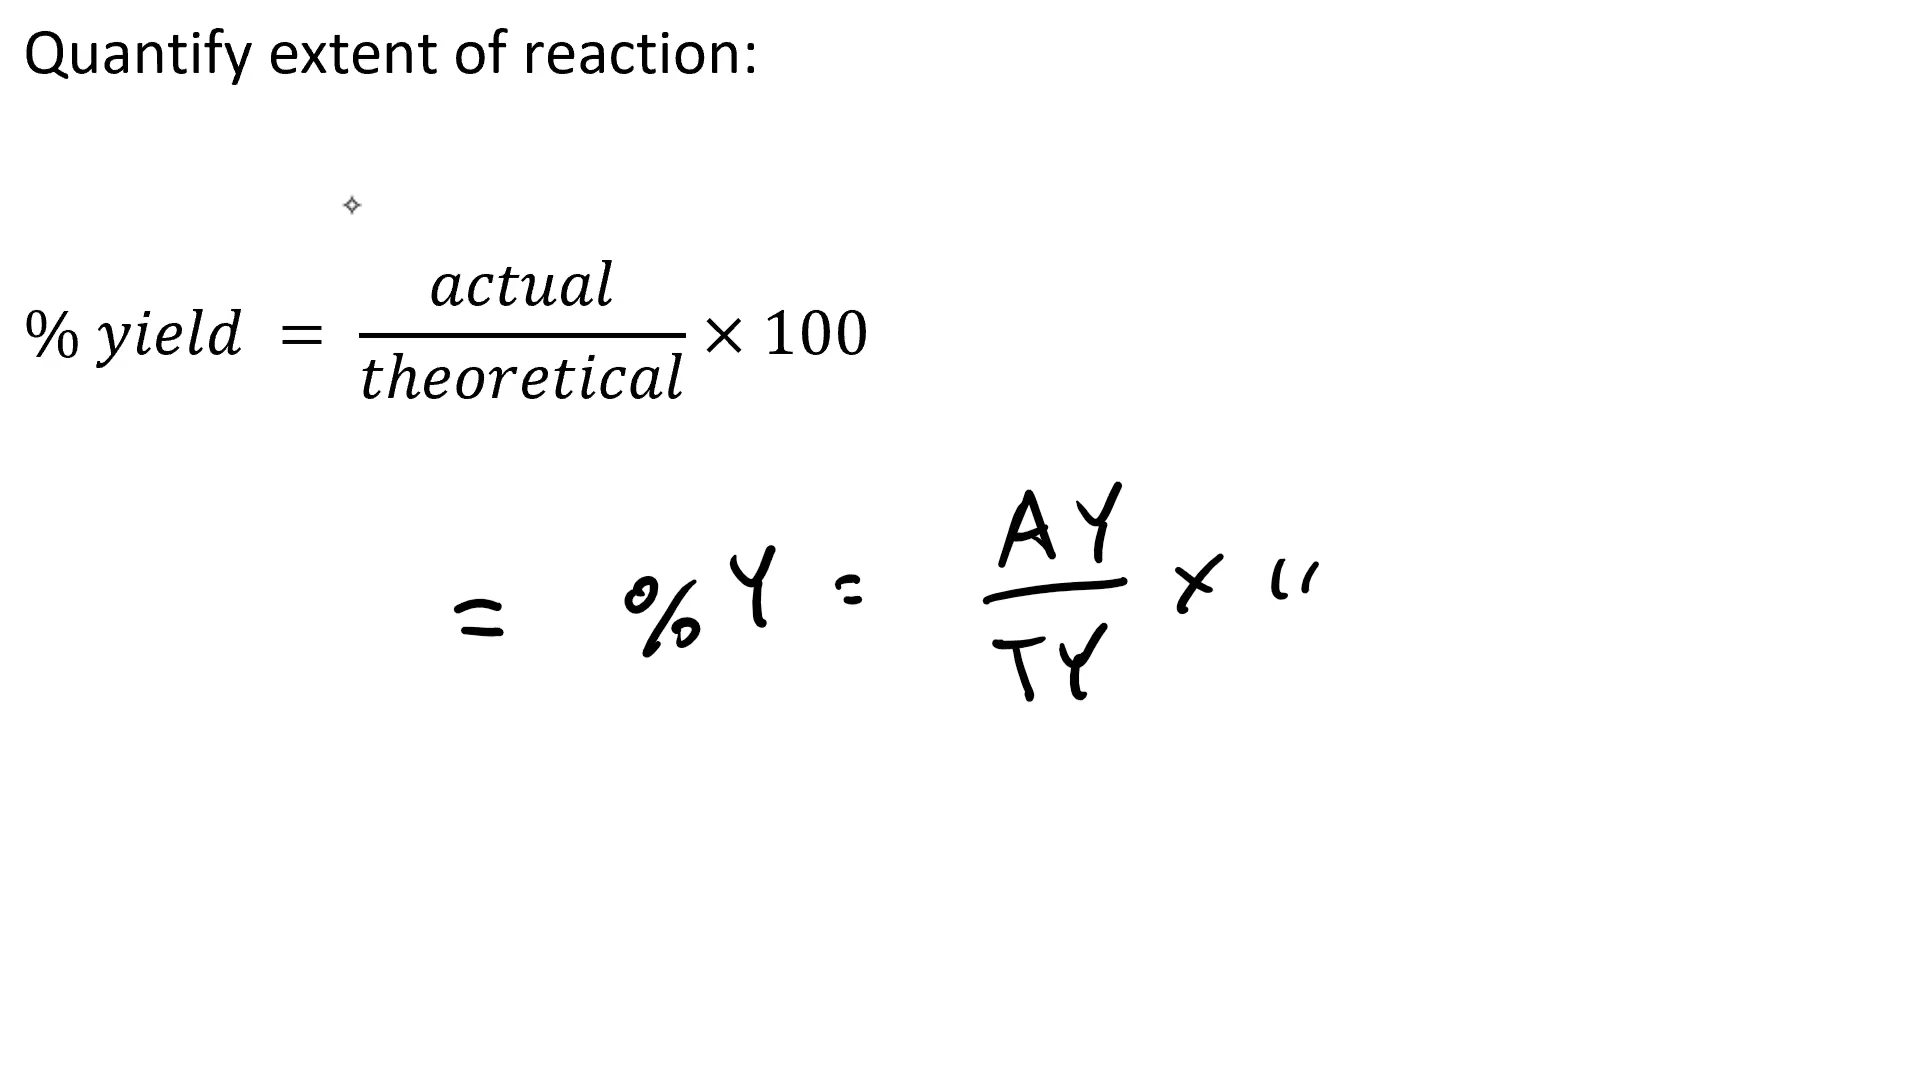 Quantify extent of reaction:
% yield = actual/theoretical × 100
= % Y = AY/TY × "